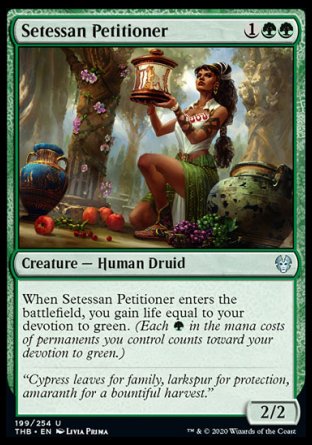 Setessan Petitioner 1
Creature — Human Druid
When Setessan Petitioner enters the
battlefield, you gain life equal to your
devotion to green. (Each in the mana costs
of permanents you control counts toward your
devotion to green.)
“Cypress leaves for family, larkspur for protection,
amaranth for a bountiful harvest.”
2/2
199/254 U
THB • EN Livia Prima ™ & © 2020 Wizards of the Coast